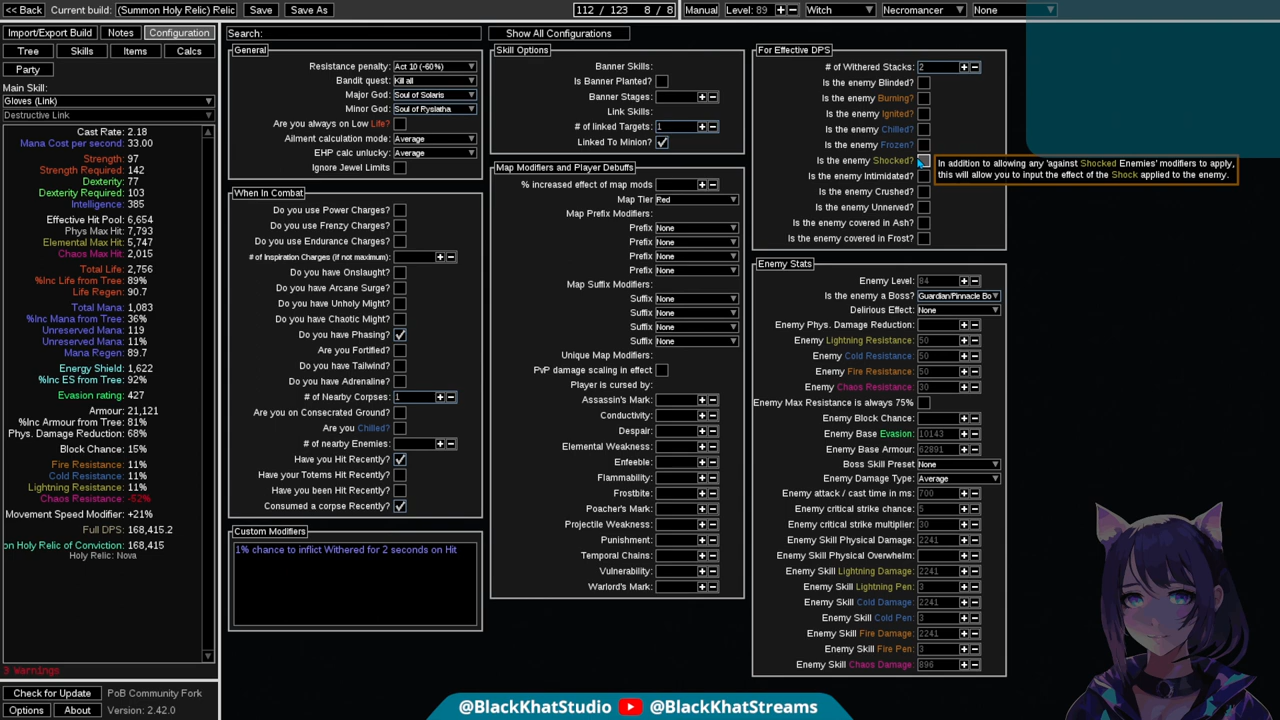 << Back
Current build: (Summon Holy Relic) Relic
Save
Save As
112 / 123 8 / 8
Manual
Level: 89
Witch
Necromancer
None
Import/Export Build
Notes
Configuration
Tree
Skills
Items
Calcs
Party
Main Skill:
Gloves (Link)
Destructive Link
Cast Rate: 2.18
Mana Cost per second: 33.00
Strength: 97
Strength Required: 142
Dexterity: 77
Dexterity Required: 103
Intelligence: 385
Effective Hit Pool: 6,654
Phys Max Hit: 7,793
Elemental Max Hit: 5,747
Chaos Max Hit: 2,015
Total Life: 2,756
%Inc Life from Tree: 89%
Life Regen: 90.7
Total Mana: 1,083
%Inc Mana from Tree: 36%
Unreserved Mana: 119
Unreserved Mana: 11%
Mana Regen: 89.7
Energy Shield: 1,622
%Inc ES from Tree: 92%
Evasion rating: 427
Armour: 21,121
%Inc Armour from Tree: 81%
Phys. Damage Reduction: 68%
Block Chance: 15%
Fire Resistance: 11%
Cold Resistance: 11%
Lightning Resistance: 11%
Chaos Resistance: -52%
Movement Speed Modifier: +21%
Full DPS: 168,415.2
on Holy Relic of Conviction: 168,415
Holy Relic: Nova
3 Warnings
Check for Update
PoB Community Fork
Options
About
Version: 2.42.0
Search:
Show All Configurations
General
Resistance penalty: Act 10 (-60%)
Bandit quest: Kill all
Major God: Soul of Solaris
Minor God: Soul of Ryslatha
Are you always on Low Life?
Ailment calculation mode: Average
EHP calc unlucky: Average
Ignore Jewel Limits
When In Combat
Do you use Power Charges?
Do you use Frenzy Charges?
Do you use Endurance Charges?
# of Inspiration Charges (if not maximum):
Do you have Onslaught?
Do you have Arcane Surge?
Do you have Unholy Might?
Do you have Chaotic Might?
Do you have Phasing?
Are you Fortified?
Do you have Tailwind?
Do you have Adrenaline?
# of Nearby Corpses: 1
Are you on Consecrated Ground?
Are you Chilled?
# of nearby Enemies:
Have you Hit Recently?
Have your Totems Hit Recently?
Have you been Hit Recently?
Consumed a corpse Recently?
Custom Modifiers
1% chance to inflict Withered for 2 seconds on Hit
Skill Options
Banner Skills:
Is Banner Planted?
Banner Stages:
Link Skills:
# of linked Targets: 1
Linked To Minion?
Map Modifiers and Player Debuffs
% increased effect of map mods
Map Tier Red
Map Prefix Modifiers:
Prefix None
Prefix None
Prefix None
Prefix None
Map Suffix Modifiers:
Suffix None
Suffix None
Suffix None
Suffix None
Unique Map Modifiers:
PvP damage scaling in effect
Player is cursed by:
Assassin's Mark:
Conductivity:
Despair:
Elemental Weakness:
Enfeeble:
Flammability:
Frostbite:
Poacher's Mark:
Projectile Weakness:
Punishment:
Temporal Chains:
Vulnerability:
Warlord's Mark:
For Effective DPS
# of Withered Stacks: 2
Is the enemy Blinded?
Is the enemy Burning?
Is the enemy Ignited?
Is the enemy Chilled?
Is the enemy Frozen?
Is the enemy Shocked?
Is the enemy Intimidated?
Is the enemy Crushed?
Is the enemy Unnerved?
Is the enemy covered in Ash?
Is the enemy covered in Frost?
In addition to allowing any 'against Shocked Enemies' modifiers to apply,
this will allow you to input the effect of the Shock applied to the enemy.
Enemy Stats
Enemy Level: 84
Is the enemy a Boss? Guardian/Pinnacle Bo
Delirious Effect: None
Enemy Phys. Damage Reduction:
Enemy Lightning Resistance: 50
Enemy Cold Resistance: 50
Enemy Fire Resistance: 50
Enemy Chaos Resistance: 30
Enemy Max Resistance is always 75%
Enemy Block Chance:
Enemy Base Evasion: 10143
Enemy Base Armour: 62891
Boss Skill Preset None
Enemy Damage Type: Average
Enemy attack / cast time in ms: 700
Enemy critical strike chance: 5
Enemy critical strike multiplier: 30
Enemy Skill Physical Damage: 2241
Enemy Skill Physical Overwhelm:
Enemy Skill Lightning Damage: 2241
Enemy Skill Lightning Pen: 3
Enemy Skill Cold Damage: 2241
Enemy Skill Cold Pen: 3
Enemy Skill Fire Damage: 2241
Enemy Skill Fire Pen: 3
Enemy Skill Chaos Damage: 896
@BlackKhatStudio @BlackKhatStreams